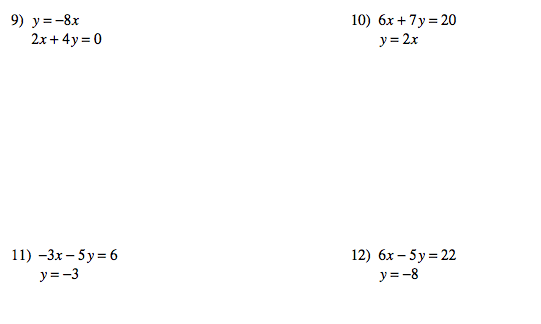 9) y = −8x
2x + 4y = 0
10) 6x + 7y = 20
y = 2x
11) −3x − 5y = 6
y = −3
12) 6x − 5y = 22
y = −8